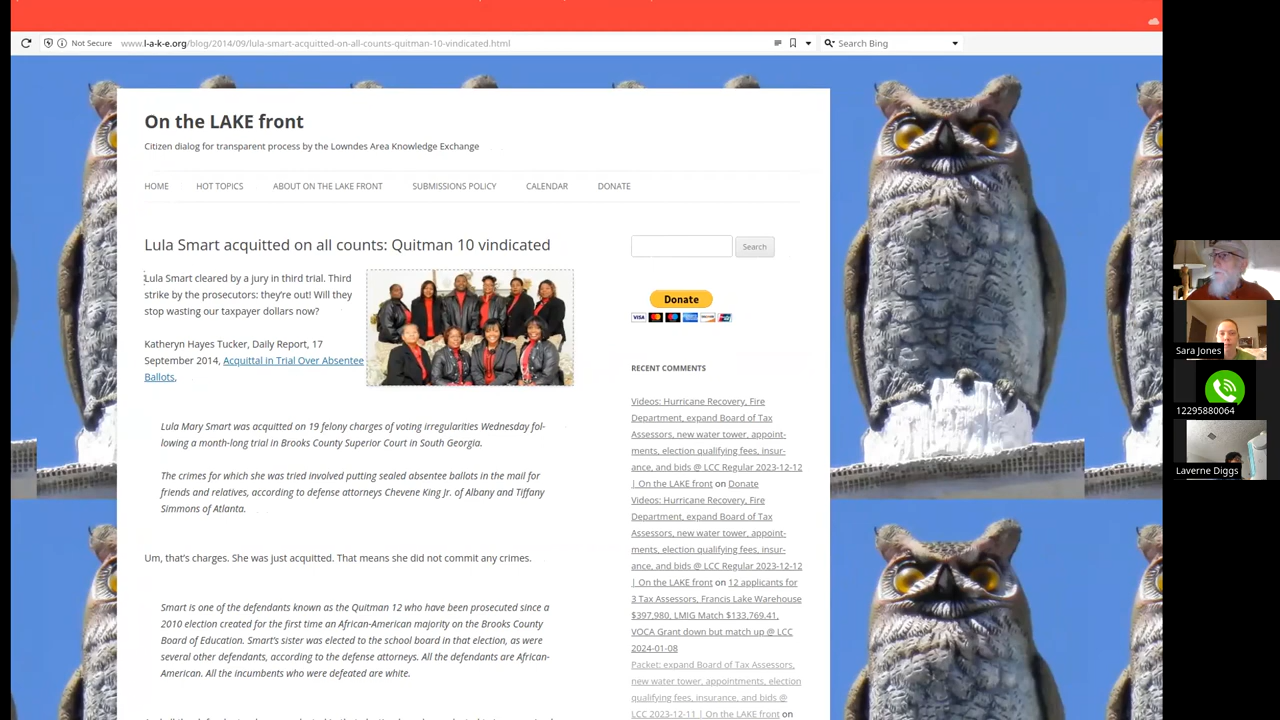 Not Secure
www.l-a-k-e.org/blog/2014/09/lula-smart-acquitted-on-all-counts-quitman-10-vindicated.html
Search Bing
On the LAKE front
Citizen dialog for transparent process by the Lowndes Area Knowledge Exchange
HOME HOT TOPICS ABOUT ON THE LAKE FRONT SUBMISSIONS POLICY CALENDAR DONATE
Lula Smart acquitted on all counts: Quitman 10 vindicated
Lula Smart cleared by a jury in third trial. Third
strike by the prosecutors: they're out! Will they
stop wasting our taxpayer dollars now?
Katheryn Hayes Tucker, Daily Report, 17
September 2014, Acquittal in Trial Over Absentee
Ballots,
Lula Mary Smart was acquitted on 19 felony charges of voting irregularities Wednesday fol-
lowing a month-long trial in Brooks County Superior Court in South Georgia.
The crimes for which she was tried involved putting sealed absentee ballots in the mail for
friends and relatives, according to defense attorneys Chevene King Jr. of Albany and Tiffany
Simmons of Atlanta.
Um, that's charges. She was just acquitted. That means she did not commit any crimes.
Smart is one of the defendants known as the Quitman 12 who have been prosecuted since a
2010 election created for the first time an African-American majority on the Brooks County
Board of Education. Smart's sister was elected to the school board in that election, as were
several other defendants, according to the defense attorneys. All the defendants are African-
American. All the incumbents who were defeated are white.
Search
Donate
VISA
RECENT COMMENTS
Videos: Hurricane Recovery, Fire
Department, expand Board of Tax
Assessors, new water tower, appoint-
ments, election qualifying fees, insur-
ance, and bids @ LCC Regular 2023-12-12
| On the LAKE front on Donate
Videos: Hurricane Recovery, Fire
Department, expand Board of Tax
Assessors, new water tower, appoint-
ments, election qualifying fees, insur-
ance, and bids @ LCC Regular 2023-12-12
| On the LAKE front on 12 applicants for
3 Tax Assessors, Francis Lake Warehouse
$397,980, LMIG Match $133,769.41,
VOCA Grant down but match up @ LCC
2024-01-08
Packet: expand Board of Tax Assessors,
new water tower, appointments, election
qualifying fees, insurance, and bids @
LCC 2023-12-11 | On the LAKE front on
Sara Jones
12295880064
Laverne Diggs